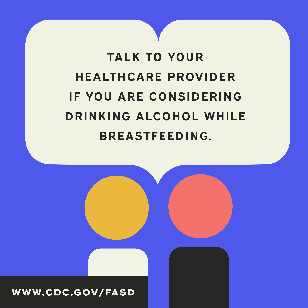 TALK TO YOUR
HEALTHCARE PROVIDER
IF YOU ARE CONSIDERING
DRINKING ALCOHOL WHILE
BREASTFEEDING.
WWW.CDC.GOV/FASD